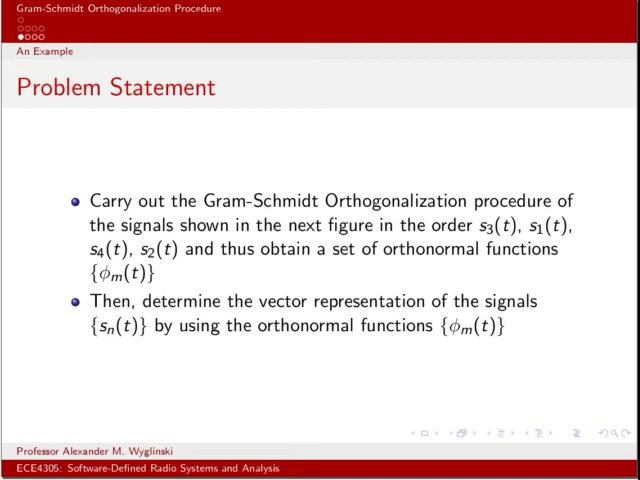 Gram-Schmidt Orthogonalization Procedure
An Example
Problem Statement
Carry out the Gram-Schmidt Orthogonalization procedure of
the signals shown in the next figure in the order s₃(t), s₁(t),
s₄(t), s₂(t) and thus obtain a set of orthonormal functions
{ϕₘ(t)}
Then, determine the vector representation of the signals
{sₙ(t)} by using the orthonormal functions {ϕₘ(t)}
Professor Alexander M. Wyglinski
ECE4305: Software-Defined Radio Systems and Analysis